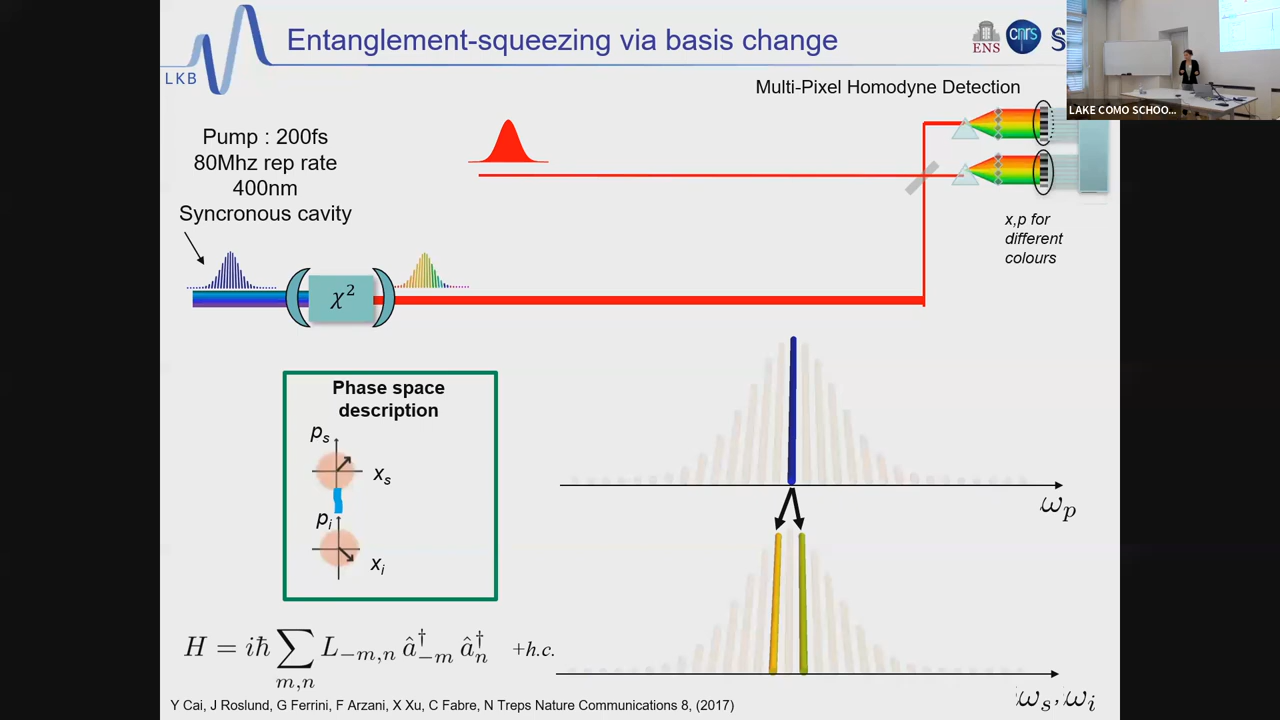 Entanglement-squeezing via basis change
LKB
ENS
cnrs
S
LAKE COMO SCHOO...
Multi-Pixel Homodyne Detection
Pump : 200fs
80Mhz rep rate
400nm
Syncronous cavity
x,p for
different
colours
χ²
Phase space
description
pₛ
xₛ
pᵢ
xᵢ
ωₚ
H = iħ ∑ₘ,ₙ L₋ₘ,ₙ â†₋ₘ â†ₙ +h.c.
ωₛ, ωᵢ
Y Cai, J Roslund, G Ferrini, F Arzani, X Xu, C Fabre, N Treps Nature Communications 8, (2017)